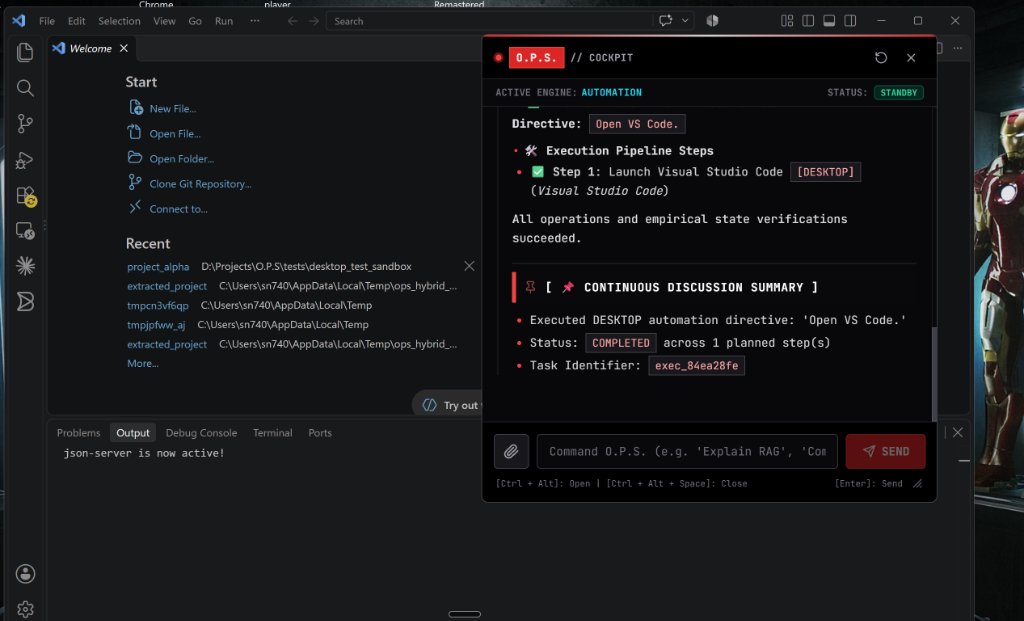 Chrome
player
Remastered
File Edit Selection View Go Run ...
Search
Welcome
Start
New File...
Open File...
Open Folder...
Clone Git Repository...
Connect to...
Recent
project_alpha D:\Projects\O.P.S\tests\desktop_test_sandbox
extracted_project C:\Users\sn740\AppData\Local\Temp\ops_hybrid_...
tmpcn3vf6qp C:\Users\sn740\AppData\Local\Temp
tmpjpfww_aj C:\Users\sn740\AppData\Local\Temp
extracted_project C:\Users\sn740\AppData\Local\Temp\ops_hybrid_...
More...
Try out
Problems Output Debug Console Terminal Ports
json-server is now active!
O.P.S. // COCKPIT
ACTIVE ENGINE: AUTOMATION STATUS: STANDBY
Directive: Open VS Code.
Execution Pipeline Steps
Step 1: Launch Visual Studio Code [DESKTOP]
(Visual Studio Code)
All operations and empirical state verifications
succeeded.
[ 📌 CONTINUOUS DISCUSSION SUMMARY ]
Executed DESKTOP automation directive: 'Open VS Code.'
Status: COMPLETED across 1 planned step(s)
Task Identifier: exec_84ea28fe
Command O.P.S. (e.g. 'Explain RAG', 'Com
SEND
[Ctrl + Alt]: Open | [Ctrl + Alt + Space]: Close [Enter]: Send